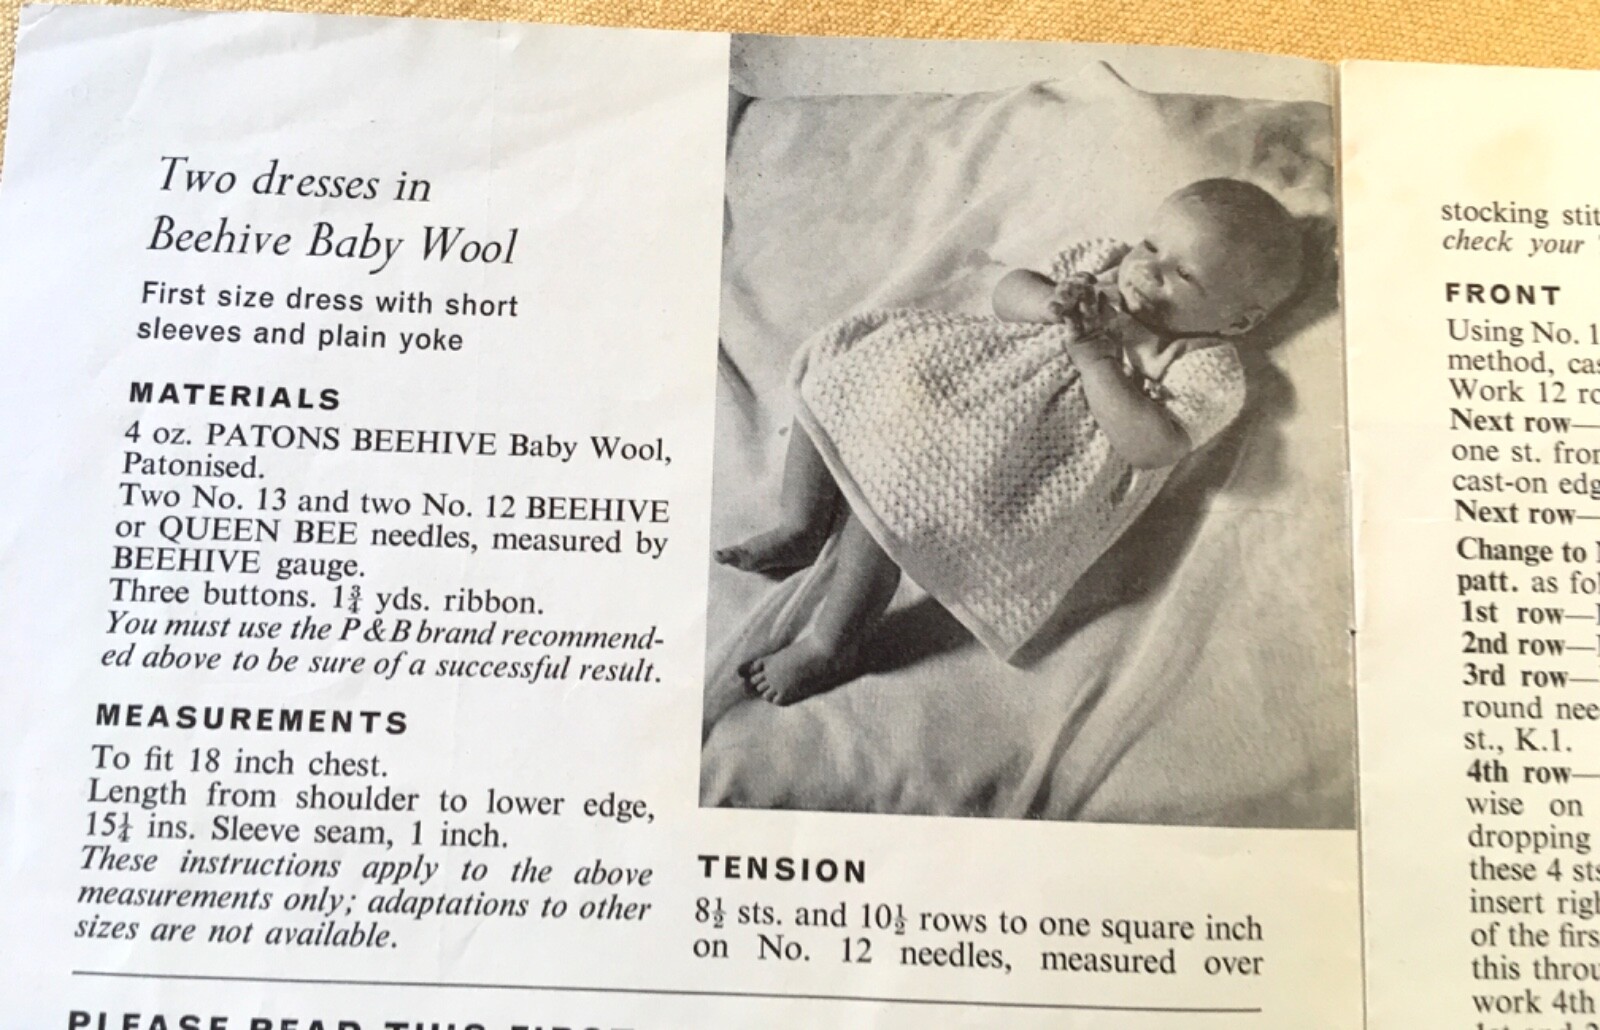 Two dresses in
Beehive Baby Wool
First size dress with short
sleeves and plain yoke
MATERIALS
4 oz. PATONS BEEHIVE Baby Wool,
Patonised.
Two No. 13 and two No. 12 BEEHIVE
or QUEEN BEE needles, measured by
BEEHIVE gauge.
Three buttons. 1¾ yds. ribbon.
You must use the P & B brand recommend-
ed above to be sure of a successful result.
MEASUREMENTS
To fit 18 inch chest.
Length from shoulder to lower edge,
15¼ ins. Sleeve seam, 1 inch.
These instructions apply to the above
measurements only; adaptations to other
sizes are not available.
TENSION
8½ sts. and 10½ rows to one square inch
on No. 12 needles, measured over
PLEASE READ THIS FIRST
stocking
check your
FRONT
Using No.
method,
Work 12
Next row—
one st.
cast-on
Next row—
Change to
patt. as
1st row—
2nd row—
3rd row—
round
st., K.1.
4th row—
wise on
dropping
these 4
insert
of the
this
work 4th